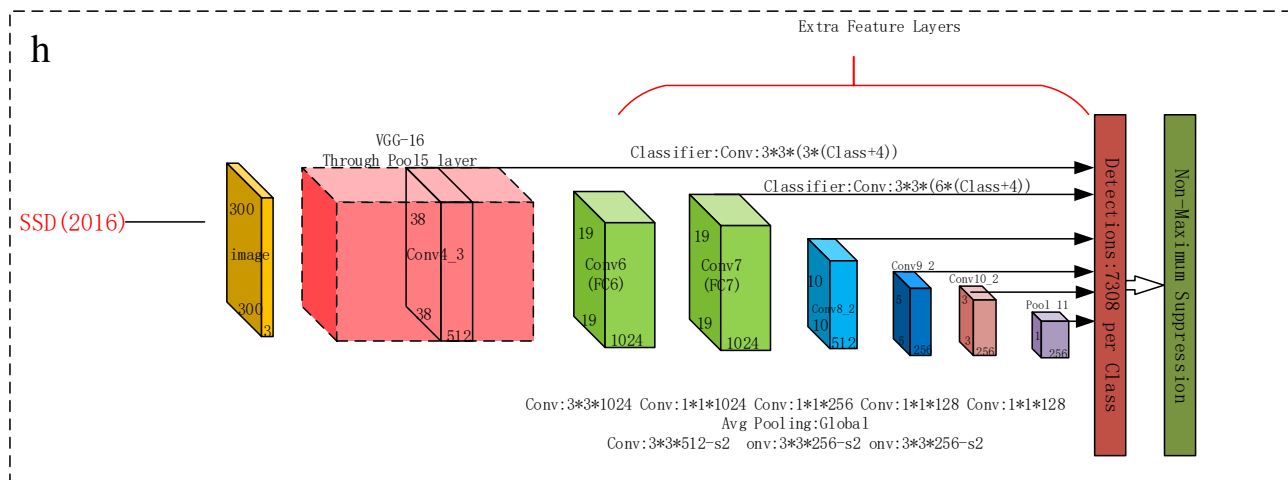 h
Extra Feature Layers
VGG-16
Through Pool5 layer
Classifier:Conv:3*3*(3*(Class+4))
Classifier:Conv:3*3*(6*(Class+4))
SSD(2016)
300
image
300
3
38
Conv4_3
38
512
19
Conv6
(FC6)
19
1024
19
Conv7
(FC7)
19
1024
10
Conv8_2
10
512
Conv9_2
5
5
256
Conv10_2
3
3
256
Pool_11
1
256
Detections:7308 per Class
Non-Maximum Suppression
Conv:3*3*1024 Conv:1*1*1024 Conv:1*1*256 Conv:1*1*128 Conv:1*1*128
Avg Pooling:Global
Conv:3*3*512-s2 onv:3*3*256-s2 onv:3*3*256-s2